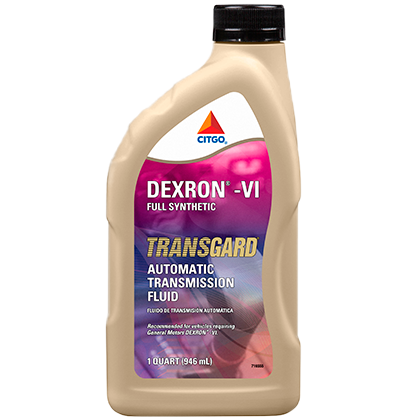 CITGO®
DEXRON® -VI
FULL SYNTHETIC
TRANSGARD
AUTOMATIC
TRANSMISSION
FLUID
FLUIDO DE TRANSMISION AUTOMÁTICA
Recommended for vehicles requiring
General Motors DEXRON® -VI.
1 QUART (946 mL)